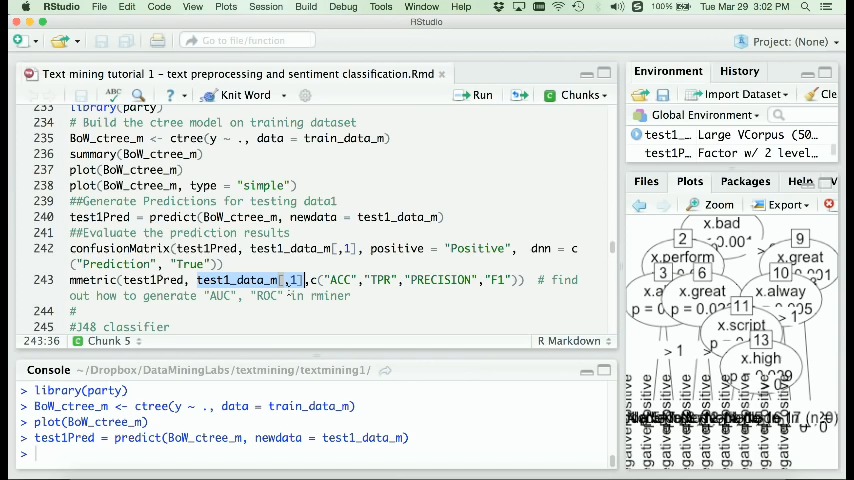 RStudio File Edit Code View Plots Session Build Debug Tools Window Help 100% Tue Mar 29 3:02 PM
RStudio
Go to file/function
Project: (None)
Text mining tutorial 1 - text preprocessing and sentiment classification.Rmd
ABC Knit Word Run Chunks
233 library(party)
234 # Build the ctree model on training dataset
235 BoW_ctree_m <- ctree(y ~ ., data = train_data_m)
236 summary(BoW_ctree_m)
237 plot(BoW_ctree_m)
238 plot(BoW_ctree_m, type = "simple")
239 ##Generate Predictions for testing data1
240 test1Pred = predict(BoW_ctree_m, newdata = test1_data_m)
241 ##Evaluate the prediction results
242 confusionMatrix(test1Pred, test1_data_m[,1], positive = "Positive", dnn = c
("Prediction", "True"))
243 mmetric(test1Pred, test1_data_m[,1],c("ACC","TPR","PRECISION","F1")) # find
out how to generate "AUC", "ROC" in rminer
244 #
245 #J48 classifier
243:36 Chunk 5 R Markdown
Console ~/Dropbox/DataMiningLabs/textmining/textmining1/
> library(party)
> BoW_ctree_m <- ctree(y ~ ., data = train_data_m)
> plot(BoW_ctree_m)
> test1Pred = predict(BoW_ctree_m, newdata = test1_data_m)
>
Environment History
Import Dataset Cle
Global Environment
test1_… Large VCorpus (50…
test1P… Factor w/ 2 level…
Files Plots Packages Help
Zoom Export
x.bad
2 9
x.perform x.great
3 6 10
x.great x.alway
p = 0.005
11
x.script
13
x.high
> 1